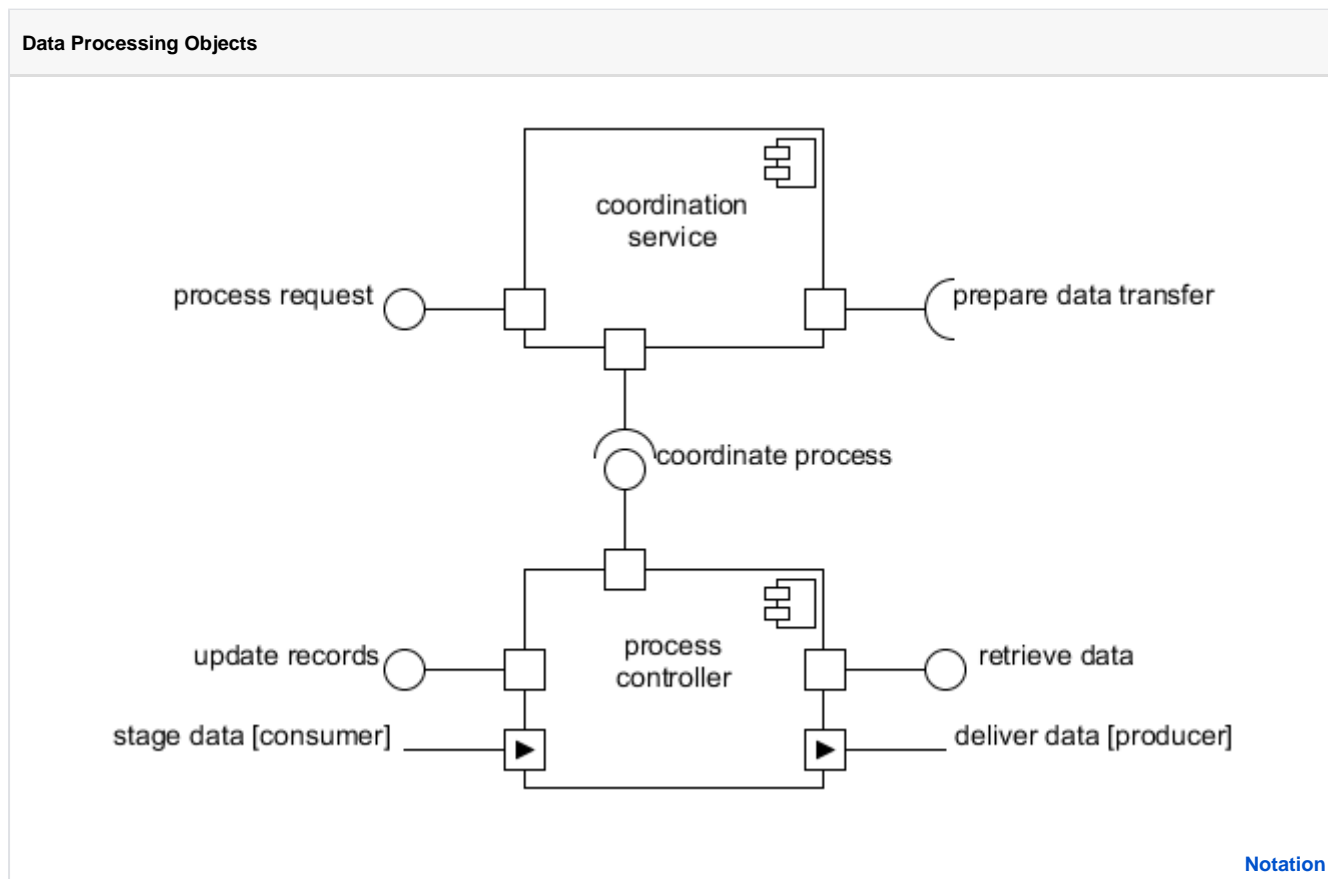 Data Processing Objects
coordination
service
process request
prepare data transfer
coordinate process
process
controller
update records
retrieve data
stage data [consumer]
deliver data [producer]
Notation